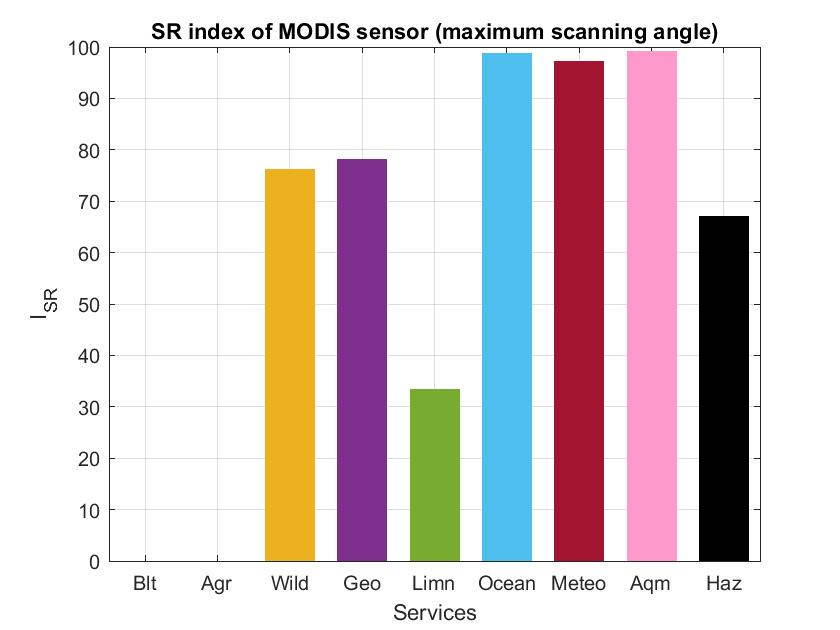 SR index of MODIS sensor (maximum scanning angle)
100
90
80
70
60
50
40
30
20
10
0
I_SR
Blt Agr Wild Geo Limn Ocean Meteo Aqm Haz
Services